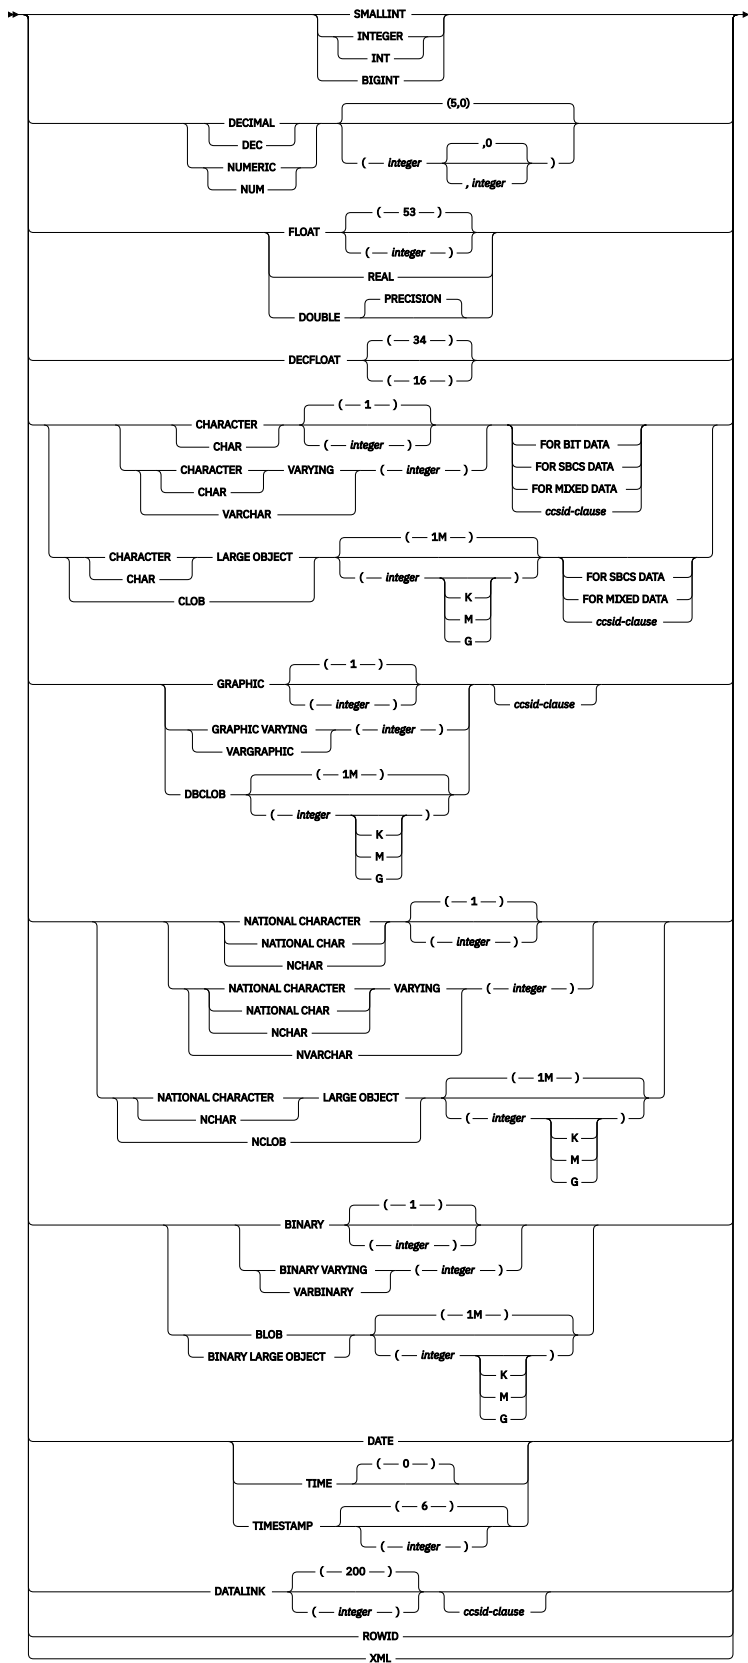 SMALLINT
INTEGER
INT
BIGINT
(5,0)
DECIMAL
DEC
NUMERIC
NUM
,0
( integer )
, integer
( 53 )
FLOAT
( integer )
REAL
PRECISION
DOUBLE
( 34 )
DECFLOAT
( 16 )
( 1 )
CHARACTER
CHAR
( integer )
FOR BIT DATA
FOR SBCS DATA
FOR MIXED DATA
ccsid-clause
CHARACTER VARYING ( integer )
CHAR
VARCHAR
( 1M )
CHARACTER LARGE OBJECT
CHAR
CLOB
( integer )
K
M
G
FOR SBCS DATA
FOR MIXED DATA
ccsid-clause
( 1 )
GRAPHIC
( integer )
ccsid-clause
GRAPHIC VARYING ( integer )
VARGRAPHIC
( 1M )
DBCLOB
( integer )
K
M
G
( 1 )
NATIONAL CHARACTER
NATIONAL CHAR
NCHAR
( integer )
NATIONAL CHARACTER VARYING ( integer )
NATIONAL CHAR
NCHAR
NVARCHAR
( 1M )
NATIONAL CHARACTER LARGE OBJECT
NCHAR
NCLOB
( integer )
K
M
G
( 1 )
BINARY
( integer )
BINARY VARYING ( integer )
VARBINARY
( 1M )
BLOB
BINARY LARGE OBJECT
( integer )
K
M
G
DATE
( 0 )
TIME
( 6 )
TIMESTAMP
( integer )
( 200 )
DATALINK
( integer )
ccsid-clause
ROWID
XML